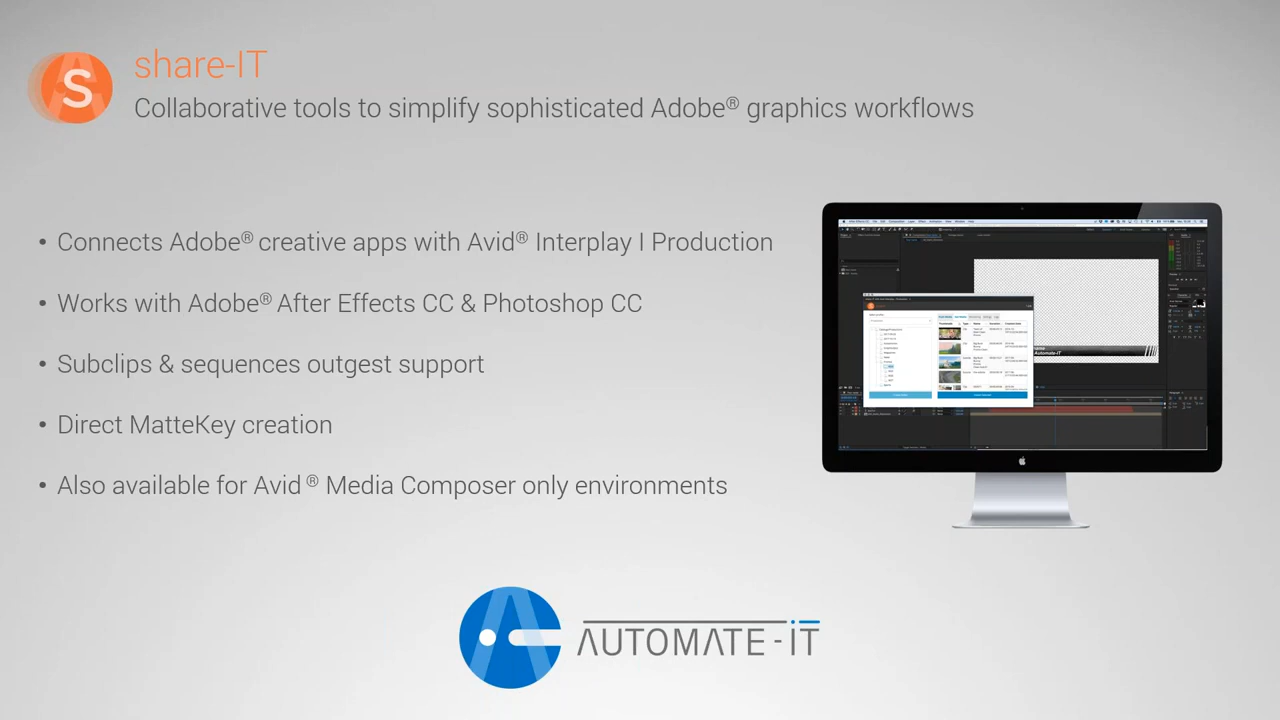 share-IT
Collaborative tools to simplify sophisticated Adobe® graphics workflows
• Connects Adobe® creative apps with Avid® Interplay l Production
• Works with Adobe® After Effects CC & Photoshop CC
• Subclips & Sequences outgest support
• Direct MatteKey creation
• Also available for Avid ® Media Composer only environments
Automate-IT
AUTOMATE-IT